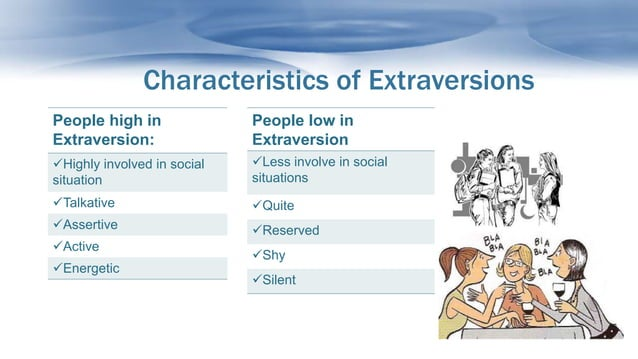 Characteristics of Extraversions
People high in
Extraversion:
✓Highly involved in social
situation
✓Talkative
✓Assertive
✓Active
✓Energetic
People low in
Extraversion
✓Less involve in social
situations
✓Quite
✓Reserved
✓Shy
✓Silent
BLA
BLA
BLA
BLA
BLA